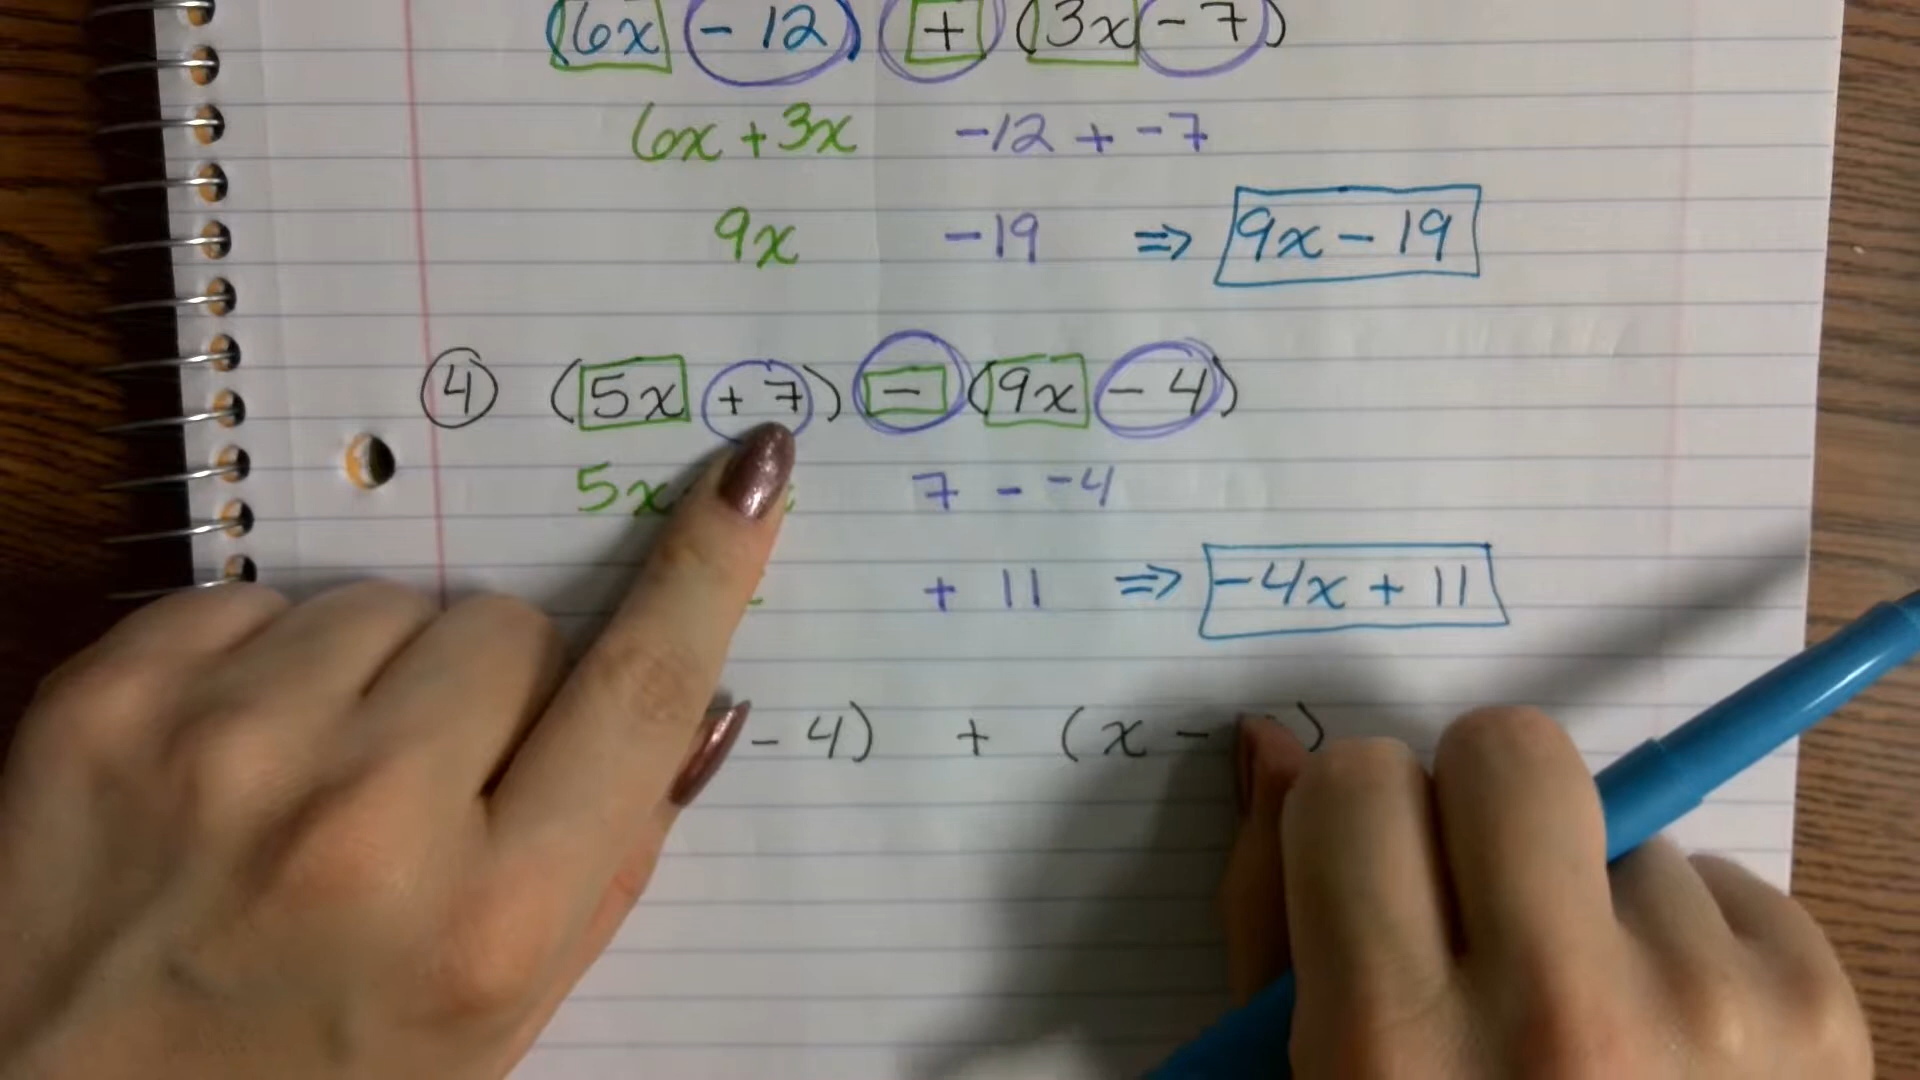 (6x - 12) + (3x - 7)
6x + 3x -12 + -7
9x -19 ⇒ 9x - 19
④ (5x + 7) - (9x - 4)
5x 7 - -4
+ 11 ⇒ -4x + 11
- 4) + (x - )